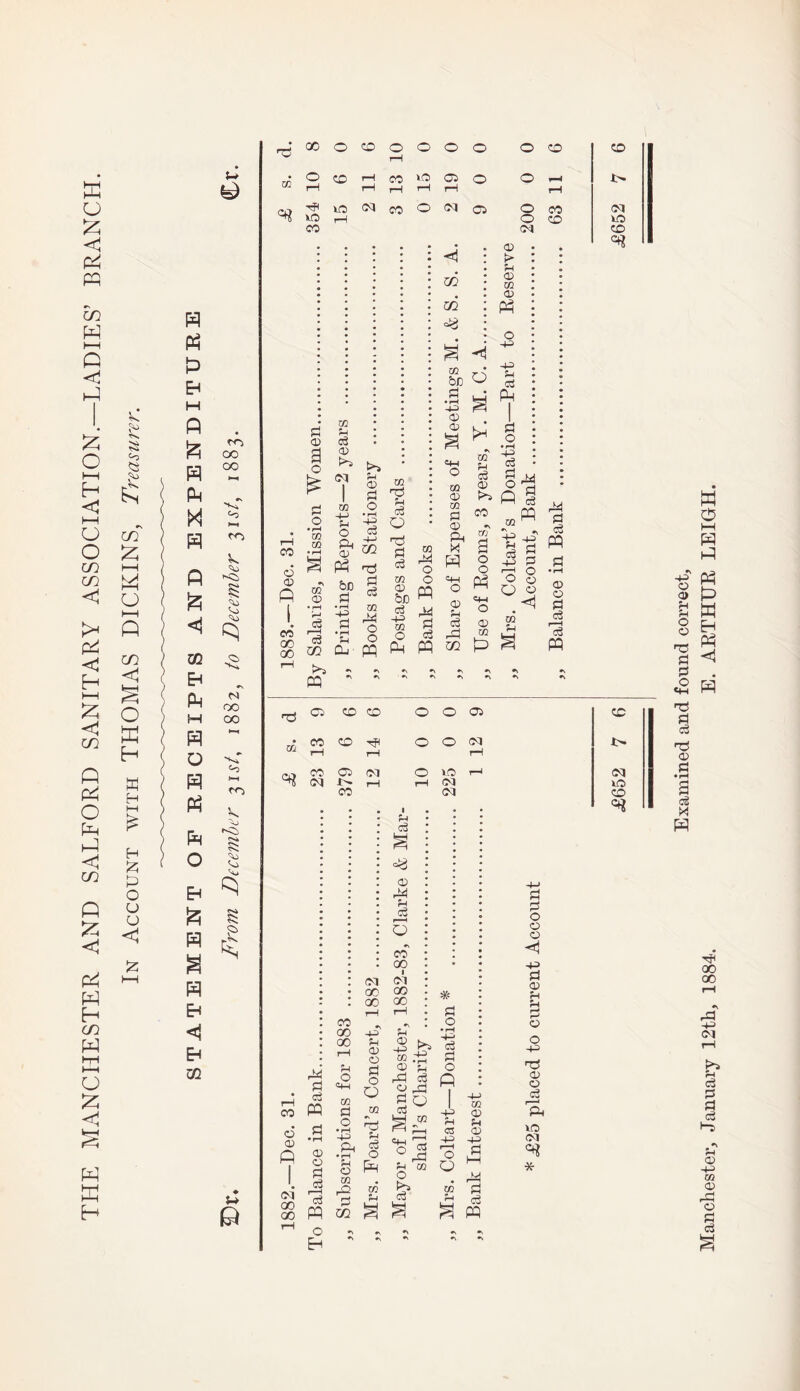 THE MANCHESTER AND SALFORD SANITARY ASSOCIATION.—LADIES' BRANCH.
In Account with THOMAS DICKINS, Treasurer.
STATEMENT OF RECEIPTS AND EXPENDITURE
From December 31st, 1882, to December 31st, 1883.
Dr.
1882.—Dec. 31. £ s. d
To Balance in Bank 23 13 9
„ Subscriptions for 1883 379 6 6
„ Mrs. Foard's Concert, 1882 12 14 6
„ Mayor of Manchester, 1882-83, Clarke & Mar-
shall's Charity 10 0 0
„ Mrs. Coltart—Donation * 225 0 0
„ Bank Interest 1 12 9
£652 7 6
* £25 placed to current Account
Cr.
1883.—Dec. 31. £ s. d.
By Salaries, Mission Women 354 10 8
„ Printing Reports—2 years 15 6 0
„ Books and Stationery 2 11 6
„ Postages and Cards 3 13 10
„ Bank Books 0 15 0
„ Share of Expenses of Meetings M. & S. S. A. 2 19 0
„ Use of Rooms, 3 years, Y. M. C. A. 9 0 0
„ Mrs. Coltart's Donation—Part to Reserve
Account, Bank 200 0 0
Balance in Bank 63 11 6
£652 7 6
Examined and found correct,
E. ARTHUR LEIGH.
Manchester, January 12th, 1884.